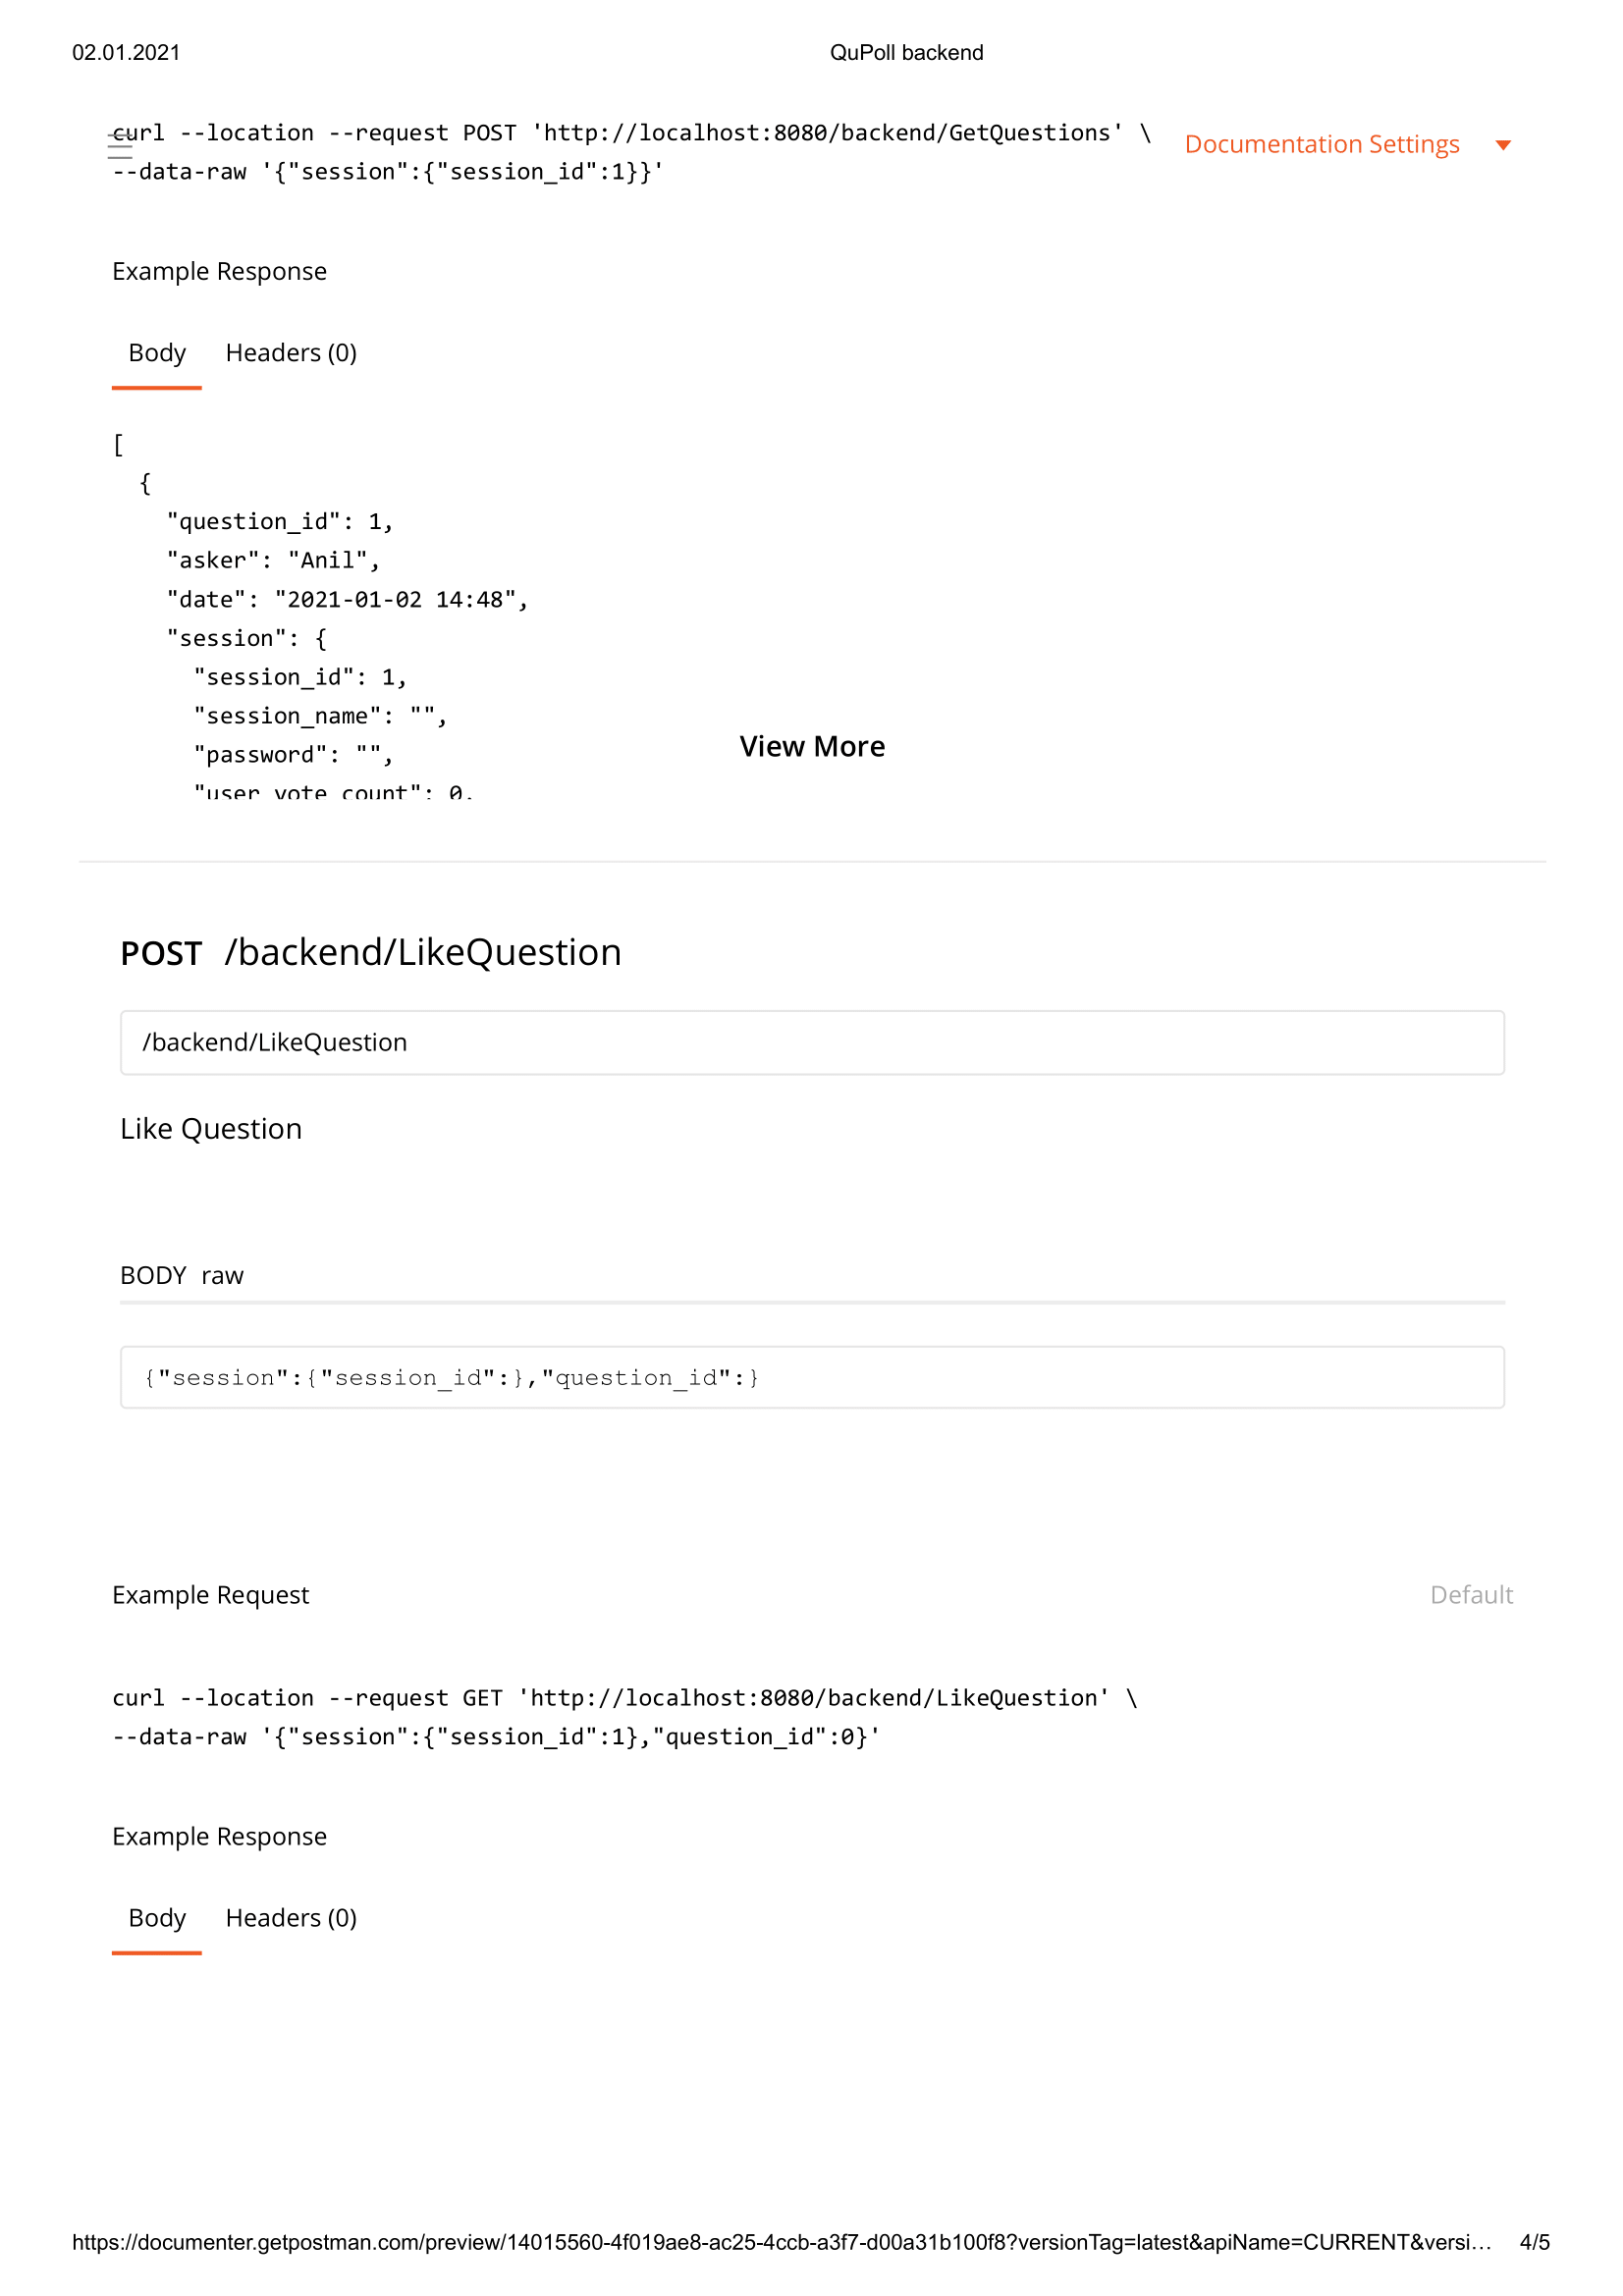 02.01.2021 QuPoll backend
curl --location --request POST 'http://localhost:8080/backend/GetQuestions' \
Documentation Settings
--data-raw '{"session":{"session_id":1}}'
Example Response
Body Headers (0)
[
  {
    "question_id": 1,
    "asker": "Anil",
    "date": "2021-01-02 14:48",
    "session": {
      "session_id": 1,
      "session_name": "",
      "password": "",
View More
      "user_vote_count": 0,
POST /backend/LikeQuestion
/backend/LikeQuestion
Like Question
BODY raw
{"session":{"session_id":},"question_id":}
Example Request Default
curl --location --request GET 'http://localhost:8080/backend/LikeQuestion' \
--data-raw '{"session":{"session_id":1},"question_id":0}'
Example Response
Body Headers (0)
https://documenter.getpostman.com/preview/14015560-4f019ae8-ac25-4ccb-a3f7-d00a31b100f8?versionTag=latest&apiName=CURRENT&versi… 4/5